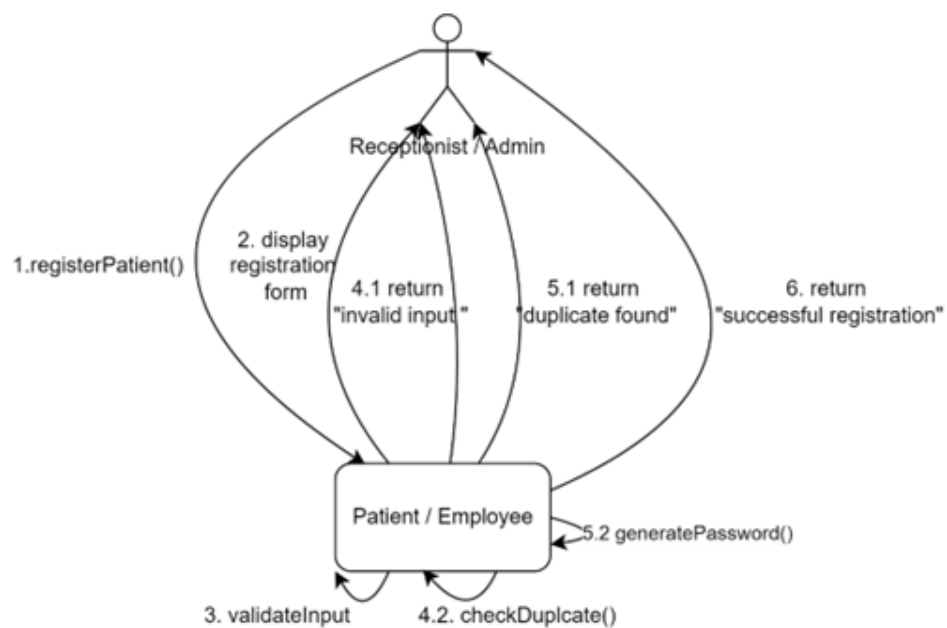 Receptionist / Admin
1.registerPatient()
2. display
registration
form
4.1 return
"invalid input "
5.1 return
"duplicate found"
6. return
"successful registration"
Patient / Employee
5.2 generatePassword()
3. validateInput
4.2. checkDuplcate()